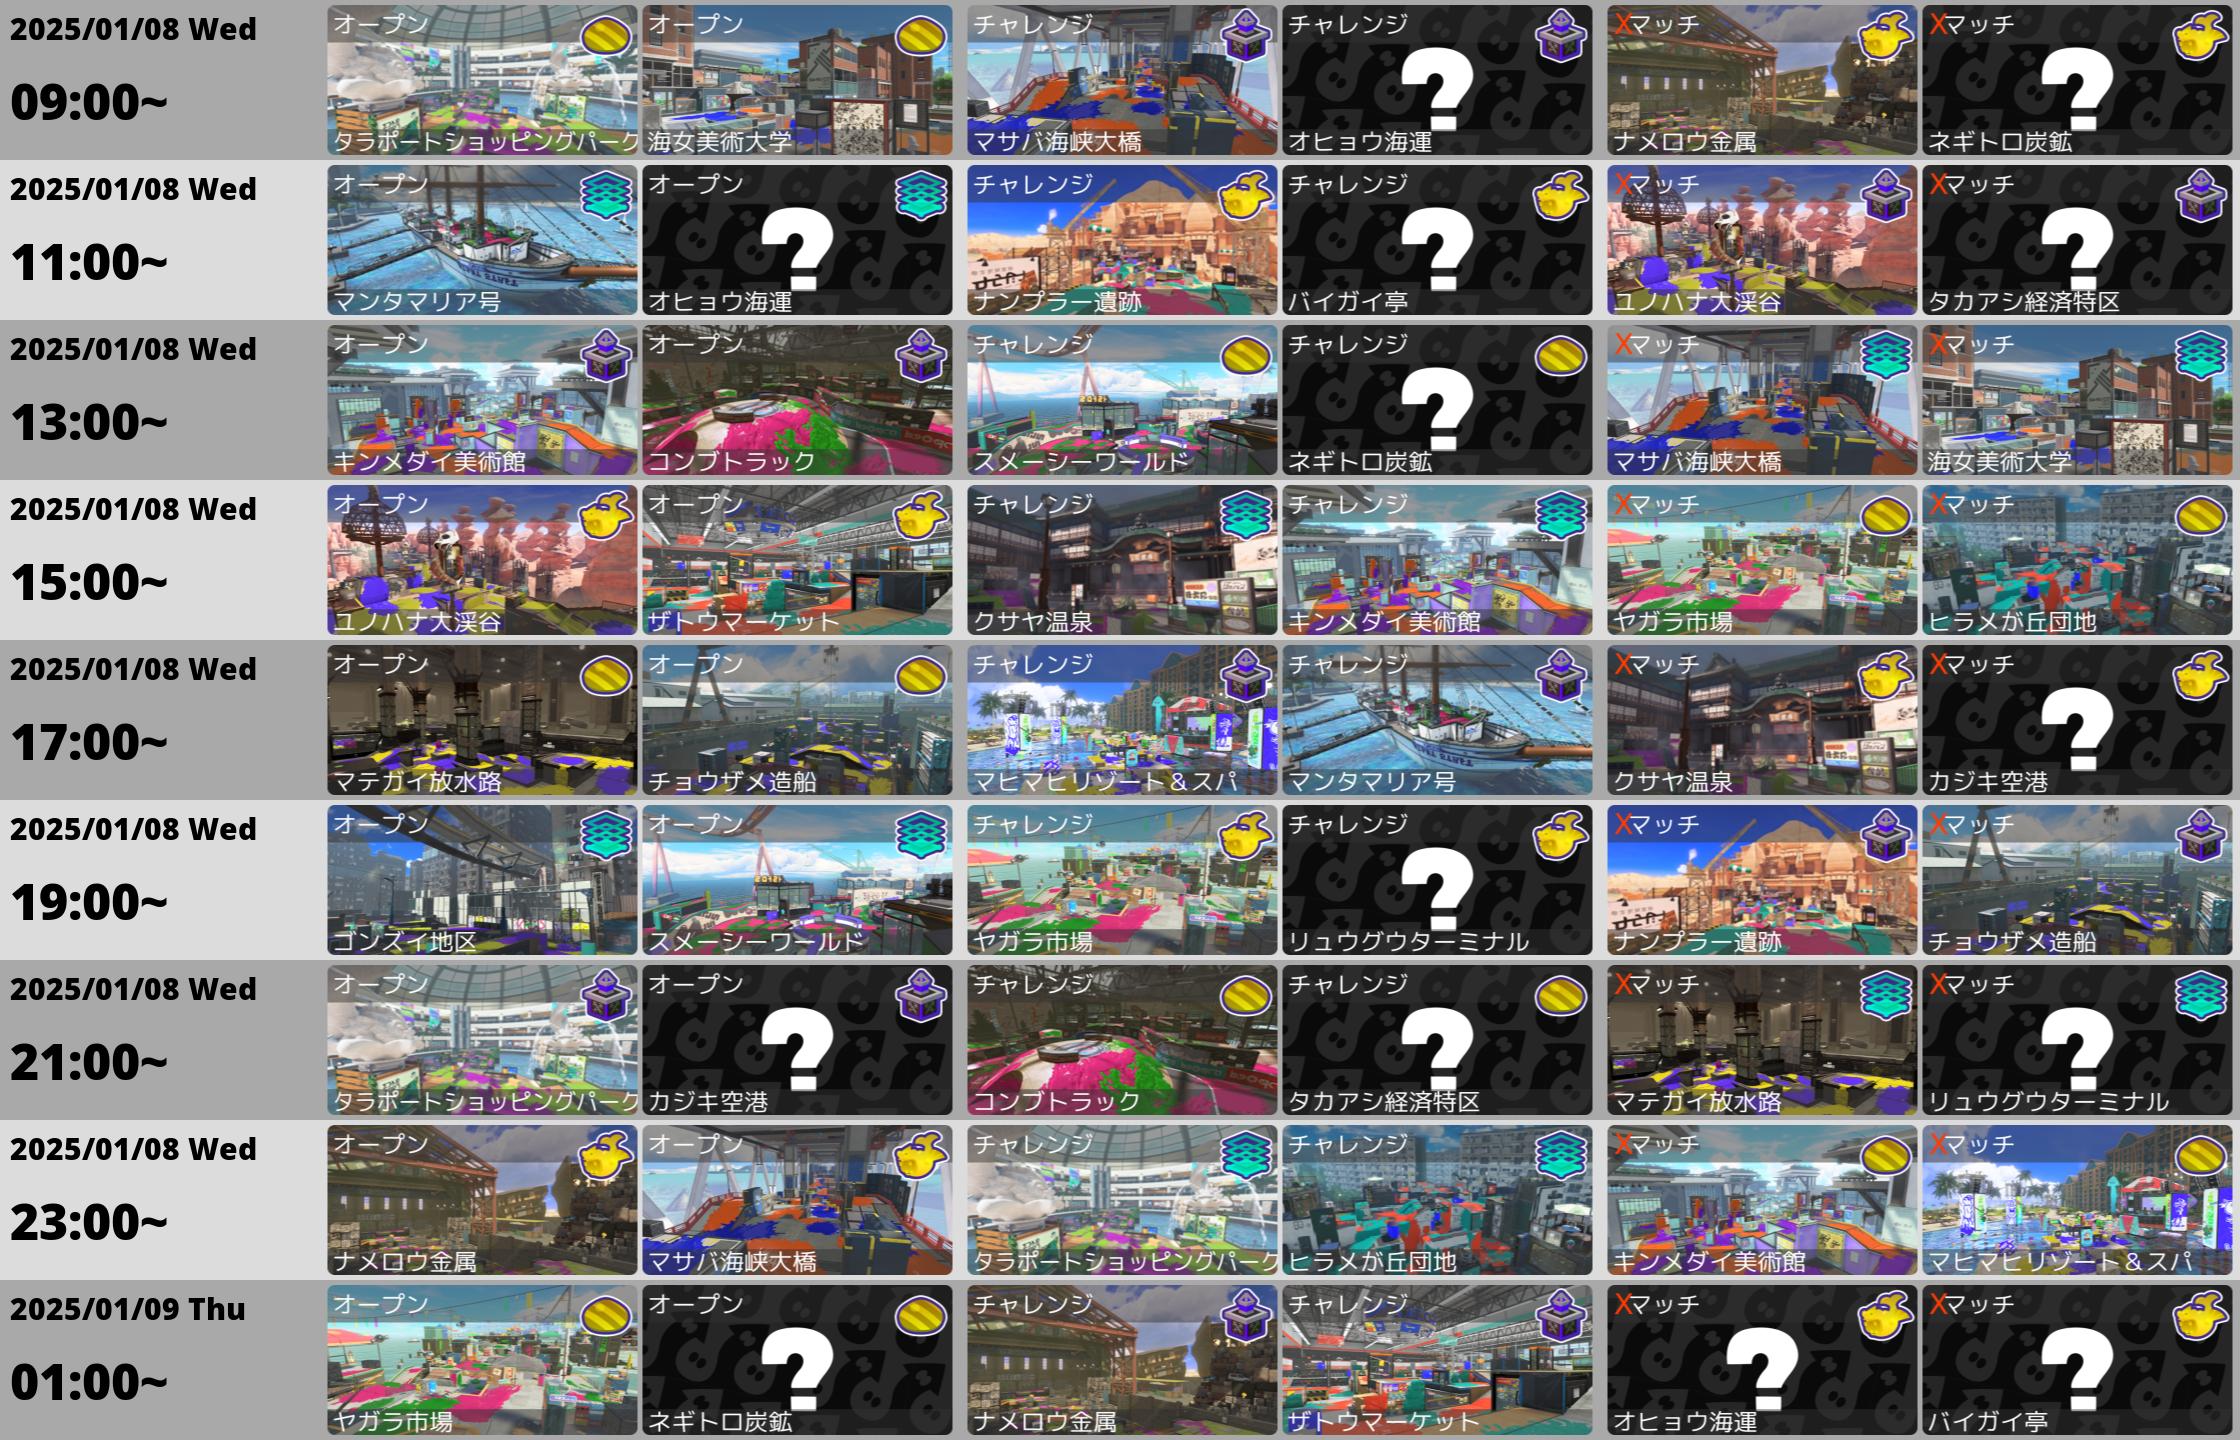 2025/01/08 Wed
09:00~
オープン
タラポートショッピングパーク
オープン
海女美術大学
チャレンジ
マサバ海峡大橋
チャレンジ
?
オヒョウ海運
Xマッチ
ナメロウ金属
Xマッチ
?
ネギトロ炭鉱
2025/01/08 Wed
11:00~
オープン
マンタマリア号
オープン
?
オヒョウ海運
チャレンジ
ナンプラー遺跡
チャレンジ
?
バイガイ亭
Xマッチ
ユノハナ大渓谷
Xマッチ
?
タカアシ経済特区
2025/01/08 Wed
13:00~
オープン
キンメダイ美術館
オープン
コンブトラック
チャレンジ
スメーシーワールド
チャレンジ
?
ネギトロ炭鉱
Xマッチ
マサバ海峡大橋
Xマッチ
海女美術大学
2025/01/08 Wed
15:00~
オープン
ユノハナ大渓谷
オープン
ザトウマーケット
チャレンジ
クサヤ温泉
チャレンジ
キンメダイ美術館
Xマッチ
ヤガラ市場
Xマッチ
ヒラメが丘団地
2025/01/08 Wed
17:00~
オープン
マテガイ放水路
オープン
チョウザメ造船
チャレンジ
マヒマヒリゾート&スパ
チャレンジ
マンタマリア号
Xマッチ
クサヤ温泉
Xマッチ
?
カジキ空港
2025/01/08 Wed
19:00~
オープン
ゴンズイ地区
オープン
スメーシーワールド
チャレンジ
ヤガラ市場
チャレンジ
?
リュウグウターミナル
Xマッチ
ナンプラー遺跡
Xマッチ
チョウザメ造船
2025/01/08 Wed
21:00~
オープン
タラポートショッピングパーク
オープン
?
カジキ空港
チャレンジ
コンブトラック
チャレンジ
?
タカアシ経済特区
Xマッチ
マテガイ放水路
Xマッチ
?
リュウグウターミナル
2025/01/08 Wed
23:00~
オープン
ナメロウ金属
オープン
マサバ海峡大橋
チャレンジ
タラポートショッピングパーク
チャレンジ
ヒラメが丘団地
Xマッチ
キンメダイ美術館
Xマッチ
マヒマヒリゾート&スパ
2025/01/09 Thu
01:00~
オープン
ヤガラ市場
オープン
?
ネギトロ炭鉱
チャレンジ
ナメロウ金属
チャレンジ
ザトウマーケット
Xマッチ
?
オヒョウ海運
Xマッチ
?
バイガイ亭